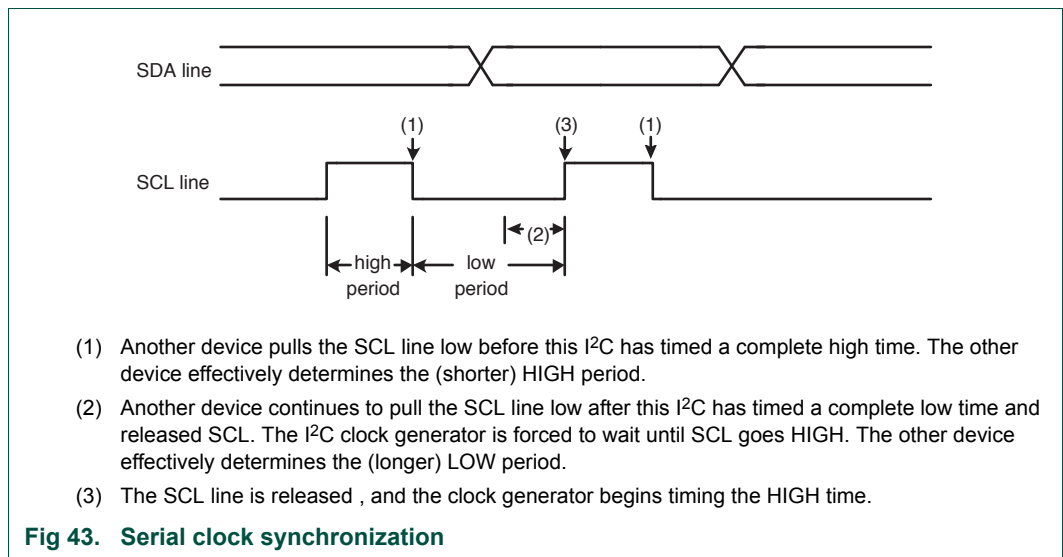 SDA line
(1)
(3)
(1)
SCL line
(2)
high
period
low
period
(1) Another device pulls the SCL line low before this I²C has timed a complete high time. The other
device effectively determines the (shorter) HIGH period.
(2) Another device continues to pull the SCL line low after this I²C has timed a complete low time and
released SCL. The I²C clock generator is forced to wait until SCL goes HIGH. The other device
effectively determines the (longer) LOW period.
(3) The SCL line is released , and the clock generator begins timing the HIGH time.
Fig 43. Serial clock synchronization